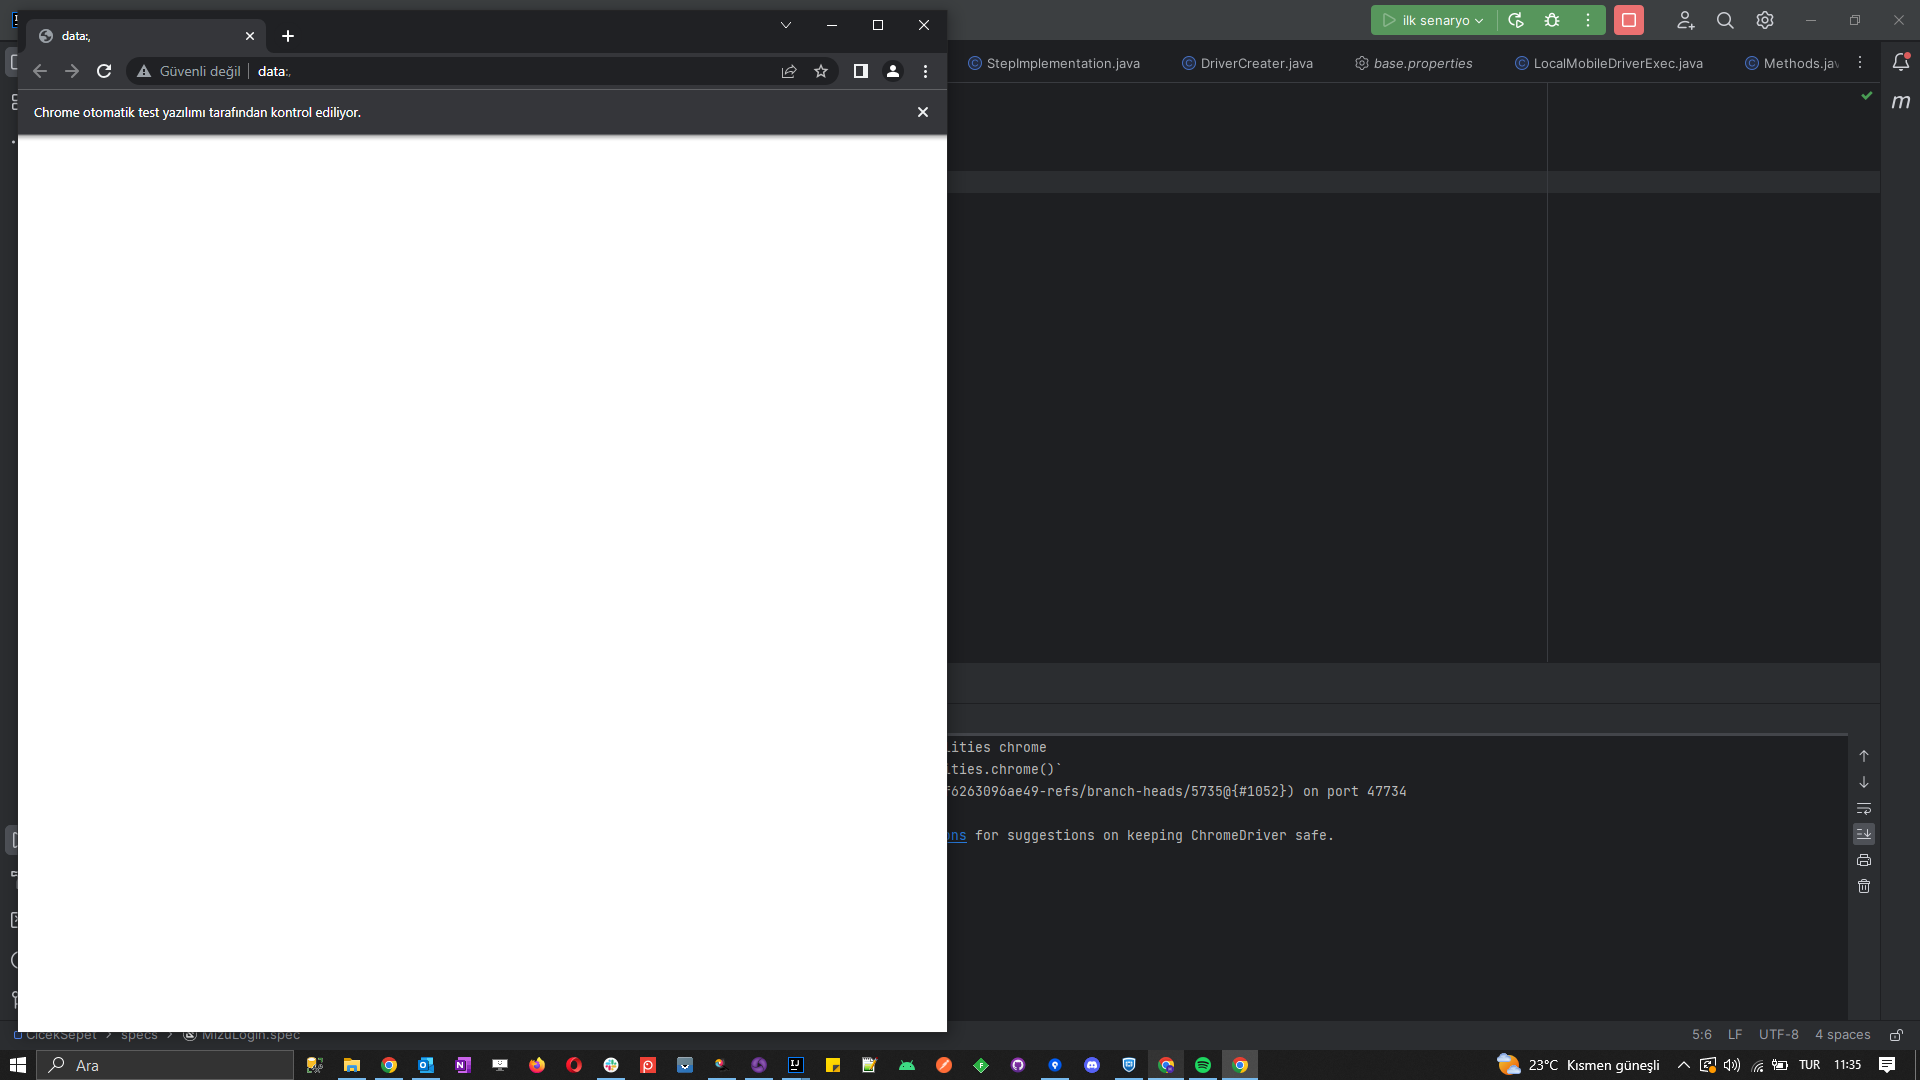 data:,
ilk senaryo
Güvenli değil
data:,
StepImplementation.java
DriverCreater.java
base.properties
LocalMobileDriverExec.java
Methods.jav
m
Chrome otomatik test yazılımı tarafından kontrol ediliyor.
ities chrome
ities.chrome()`
f6263096ae49-refs/branch-heads/5735@{#1052}) on port 47734
ons for suggestions on keeping ChromeDriver safe.
CicekSepet > specs > MizuLogin.spec
5:6 LF UTF-8 4 spaces
Ara
23°C Kısmen güneşli
TUR
11:35